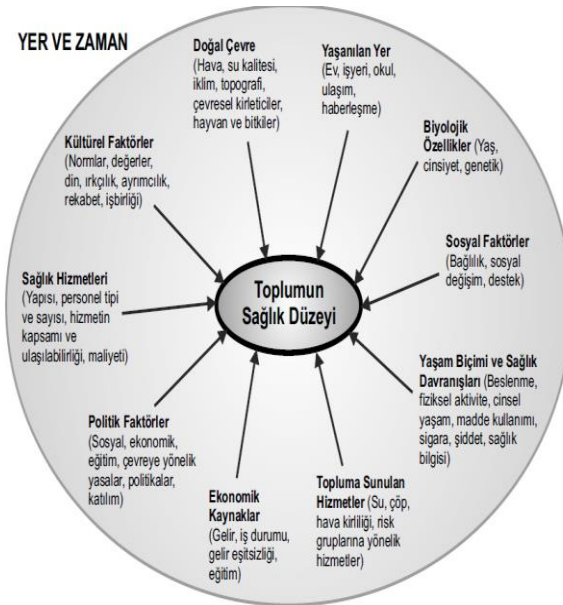 YER VE ZAMAN
Doğal Çevre
(Hava, su kalitesi,
iklim, topografi,
çevresel kirleticiler,
hayvan ve bitkiler)
Yaşanılan Yer
(Ev, işyeri, okul,
ulaşım,
haberleşme)
Biyolojik
Özellikler (Yaş,
cinsiyet, genetik)
Sosyal Faktörler
(Bağlılık, sosyal
değişim, destek)
Yaşam Biçimi ve Sağlık
Davranışları (Beslenme,
fiziksel aktivite, cinsel
yaşam, madde kullanımı,
sigara, şiddet, sağlık
bilgisi)
Topluma Sunulan
Hizmetler (Su, çöp,
hava kirliliği, risk
gruplarına yönelik
hizmetler)
Ekonomik
Kaynaklar
(Gelir, iş durumu,
gelir eşitsizliği,
eğitim)
Politik Faktörler
(Sosyal, ekonomik,
eğitim, çevreye yönelik
yasalar, politikalar,
katılım)
Sağlık Hizmetleri
(Yapısı, personel tipi
ve sayısı, hizmetin
kapsamı ve
ulaşılabilirliği, maliyeti)
Kültürel Faktörler
(Normlar, değerler,
din, ırkçılık, ayrımcılık,
rekabet, işbirliği)
Toplumun
Sağlık Düzeyi